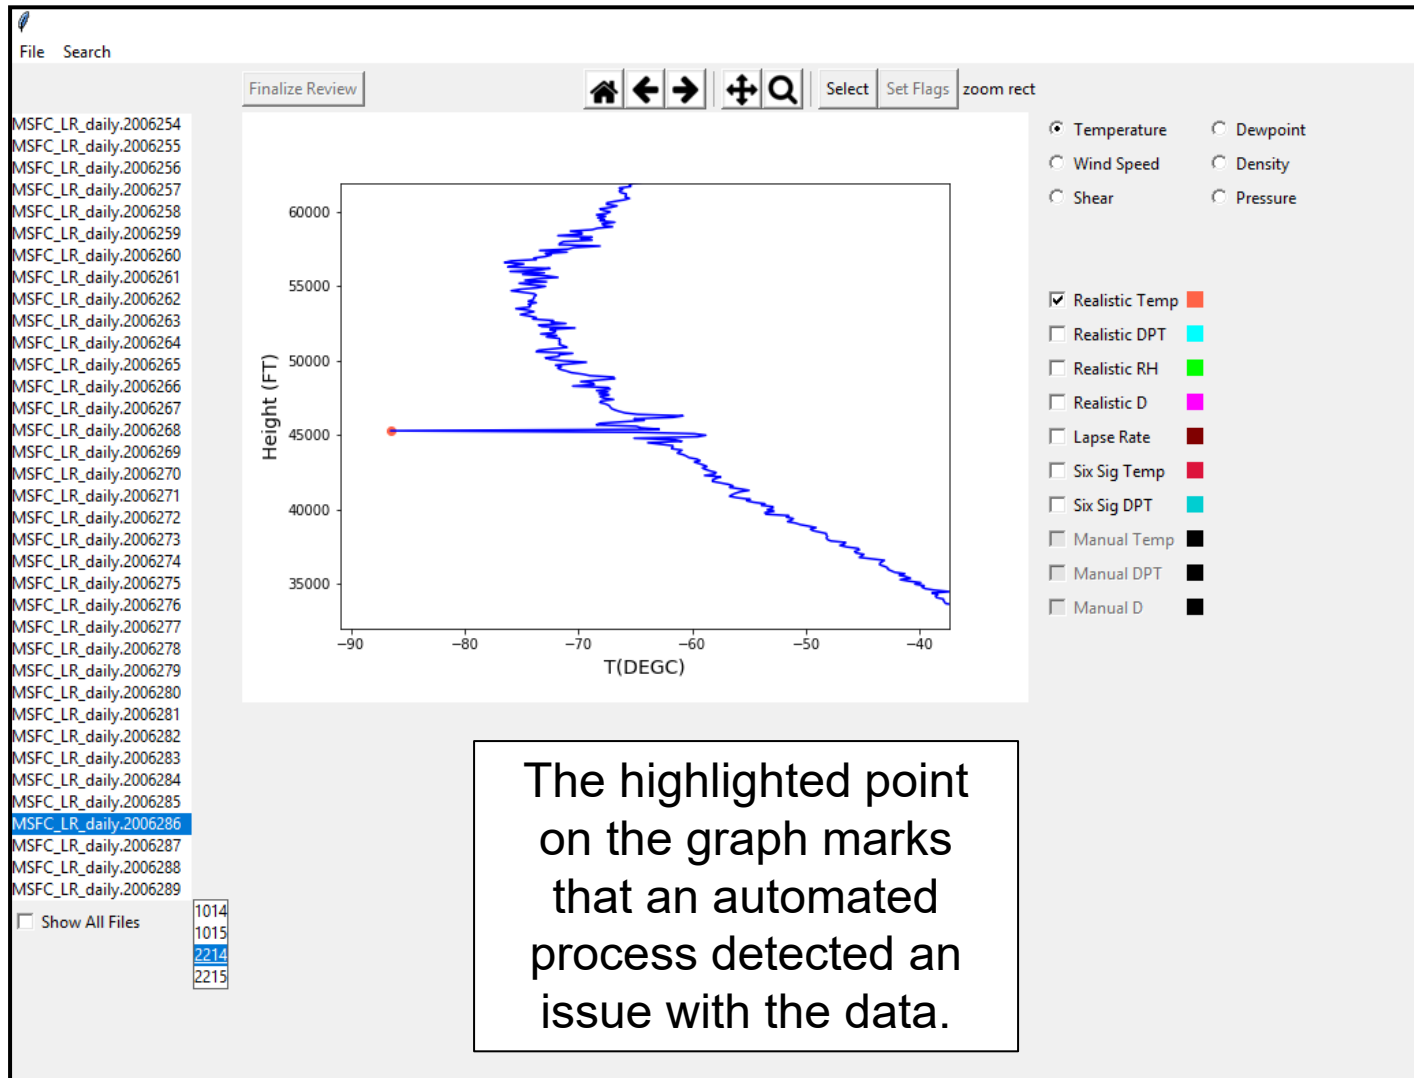 File Search
Finalize Review
Select Set Flags zoom rect
MSFC_LR_daily.2006254
MSFC_LR_daily.2006255
MSFC_LR_daily.2006256
MSFC_LR_daily.2006257
MSFC_LR_daily.2006258
MSFC_LR_daily.2006259
MSFC_LR_daily.2006260
MSFC_LR_daily.2006261
MSFC_LR_daily.2006262
MSFC_LR_daily.2006263
MSFC_LR_daily.2006264
MSFC_LR_daily.2006265
MSFC_LR_daily.2006266
MSFC_LR_daily.2006267
MSFC_LR_daily.2006268
MSFC_LR_daily.2006269
MSFC_LR_daily.2006270
MSFC_LR_daily.2006271
MSFC_LR_daily.2006272
MSFC_LR_daily.2006273
MSFC_LR_daily.2006274
MSFC_LR_daily.2006275
MSFC_LR_daily.2006276
MSFC_LR_daily.2006277
MSFC_LR_daily.2006278
MSFC_LR_daily.2006279
MSFC_LR_daily.2006280
MSFC_LR_daily.2006281
MSFC_LR_daily.2006282
MSFC_LR_daily.2006283
MSFC_LR_daily.2006284
MSFC_LR_daily.2006285
MSFC_LR_daily.2006286
MSFC_LR_daily.2006287
MSFC_LR_daily.2006288
MSFC_LR_daily.2006289
Show All Files
1014
1015
2214
2215
Height (FT)
60000
55000
50000
45000
40000
35000
−90 −80 −70 −60 −50 −40
T(DEGC)
Temperature Dewpoint
Wind Speed Density
Shear Pressure
Realistic Temp
Realistic DPT
Realistic RH
Realistic D
Lapse Rate
Six Sig Temp
Six Sig DPT
Manual Temp
Manual DPT
Manual D
The highlighted point
on the graph marks
that an automated
process detected an
issue with the data.